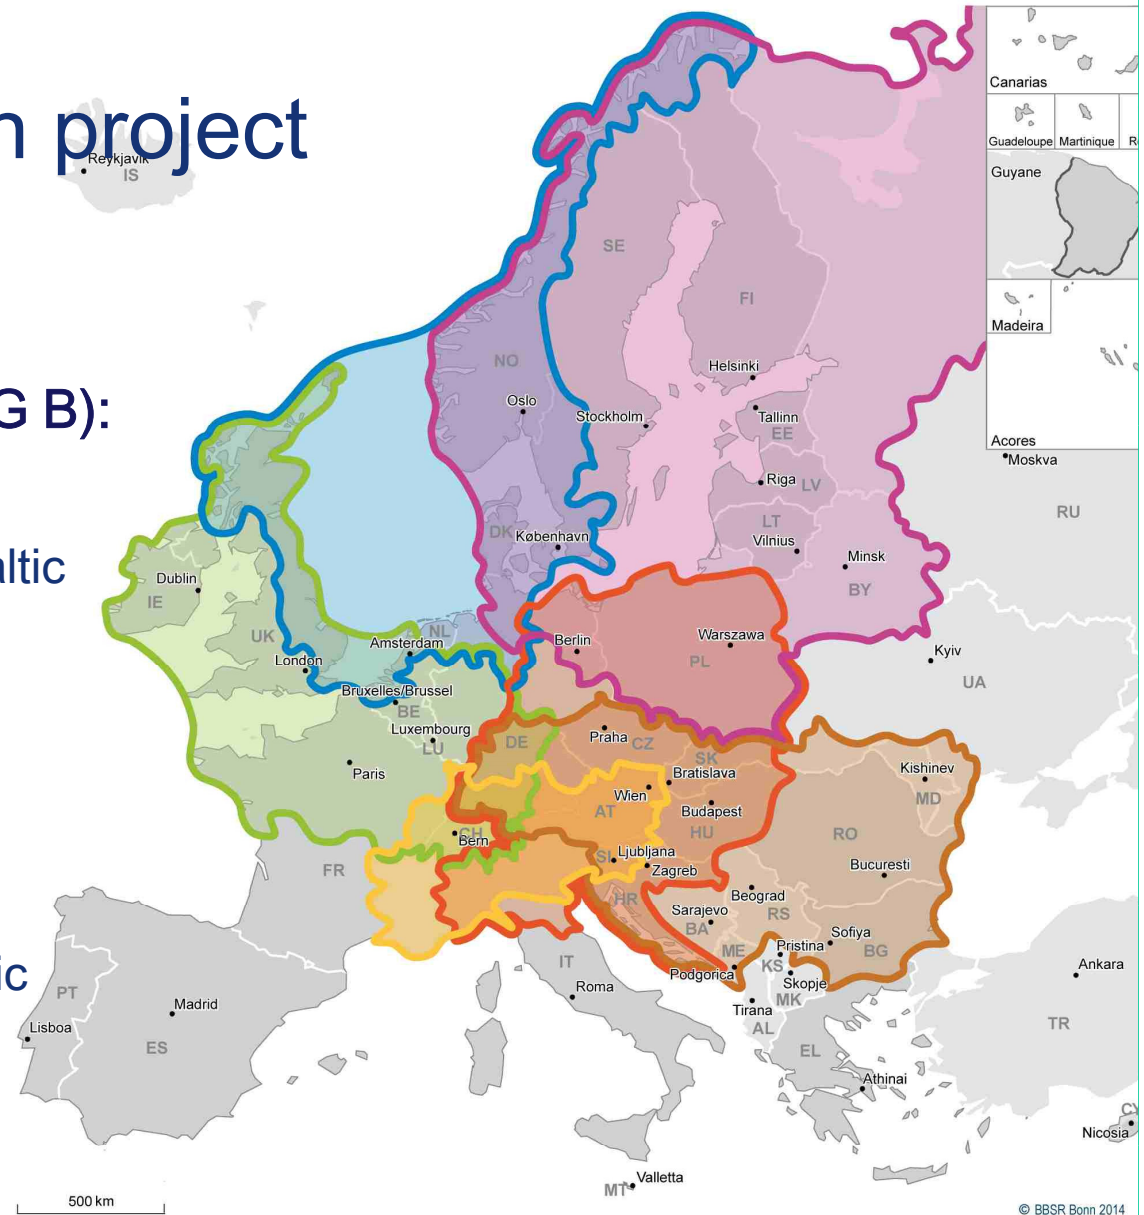 n project
G B):
altic
ic
Reykjavik
IS
Canarias
Guadeloupe
Martinique
R
Guyane
Madeira
Acores
Moskva
RU
SE
FI
NO
Oslo
Helsinki
Stockholm
Tallinn
EE
Riga
LV
LT
Vilnius
Minsk
BY
DK
København
Dublin
IE
UK
London
Amsterdam
NL
Berlin
Warszawa
PL
Kyiv
UA
Bruxelles/Brussel
BE
Luxembourg
LU
DE
Praha
CZ
SK
Paris
Bratislava
Wien
AT
Budapest
HU
Kishinev
MD
CH
Bern
RO
SI
Ljubljana
Zagreb
FR
HR
Bucuresti
Beograd
Sarajevo
BA
RS
Sofiya
BG
Pristina
ME
KS
Podgorica
Skopje
MK
IT
Roma
Tirana
AL
EL
Ankara
TR
PT
Madrid
Lisboa
ES
Athinai
CY
Nicosia
Valletta
MT
500 km
© BBSR Bonn 2014